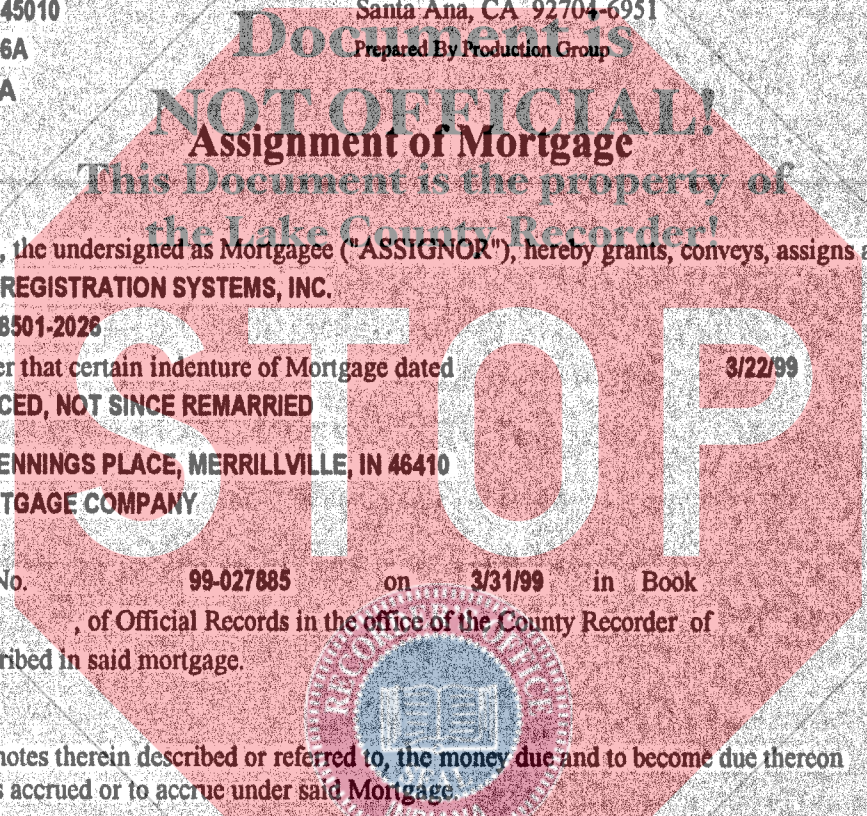 45010
Santa Ana, CA 92704-6951
6A
Prepared By Production Group
A
Document is
NOT OFFICIAL!
Assignment of Mortgage
This Document is the property of
the Lake County Recorder!
, the undersigned as Mortgagee ("ASSIGNOR"), hereby grants, conveys, assigns a
REGISTRATION SYSTEMS, INC.
8501-2026
er that certain indenture of Mortgage dated 3/22/99
CED, NOT SINCE REMARRIED
ENNINGS PLACE, MERRILLVILLE, IN 46410
TGAGE COMPANY
STOP
No. 99-027885 on 3/31/99 in Book
, of Official Records in the office of the County Recorder of
ribed in said mortgage.
RECORDER'S OFFICE
SEAL
INDIANA
notes therein described or referred to, the money due and to become due thereon
s accrued or to accrue under said Mortgage.